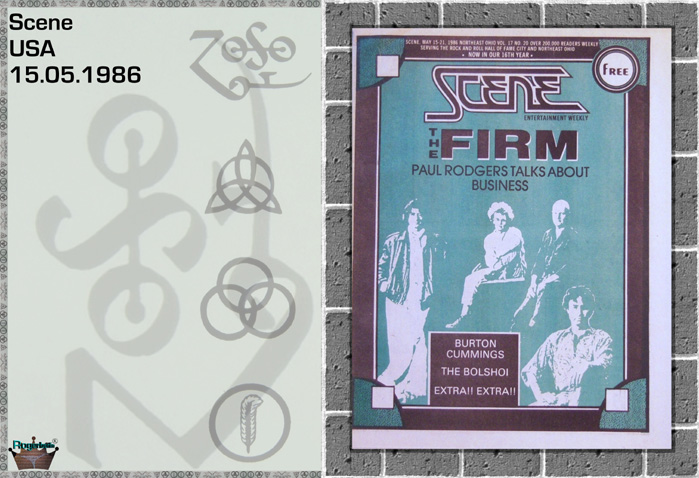 Scene
USA
15.05.1986
ZoSo
SCENE, MAY 15-21, 1986 NORTHEAST OHIO VOL. 17 NO. 20 OVER 200,000 READERS WEEKLY
SERVING THE ROCK AND ROLL HALL OF FAME CITY AND NORTHEAST OHIO
• NOW IN OUR 16TH YEAR •
FREE
SCENE
ENTERTAINMENT WEEKLY
THE FIRM
PAUL RODGERS TALKS ABOUT
BUSINESS
BURTON
CUMMINGS
THE BOLSHOI
EXTRA!! EXTRA!!